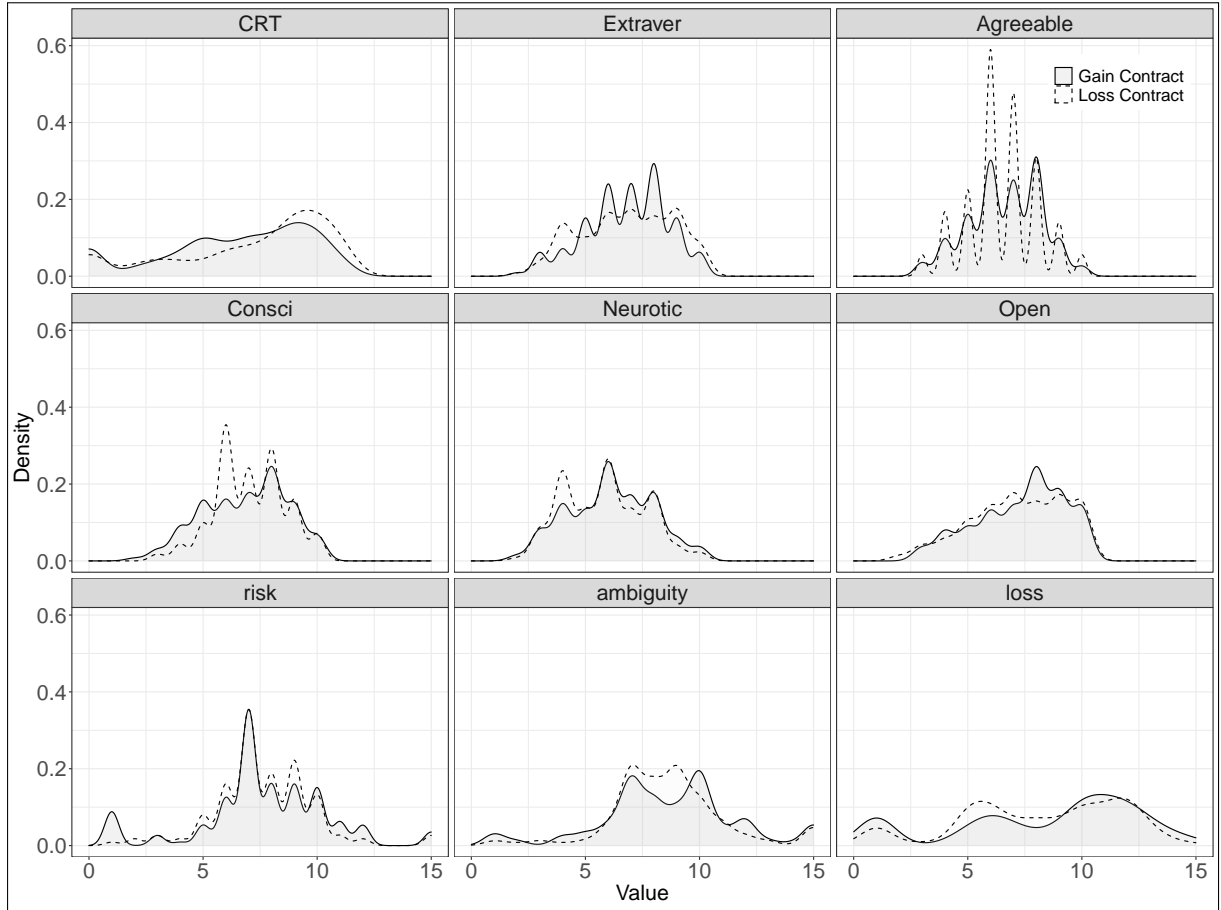 CRT
Extraver
Agreeable
0.6
0.4
0.2
0.0
Gain Contract
Loss Contract
Consci
Neurotic
Open
0.6
0.4
0.2
0.0
Density
risk
ambiguity
loss
0.6
0.4
0.2
0.0
0 5 10 15 0 5 10 15 0 5 10 15
Value